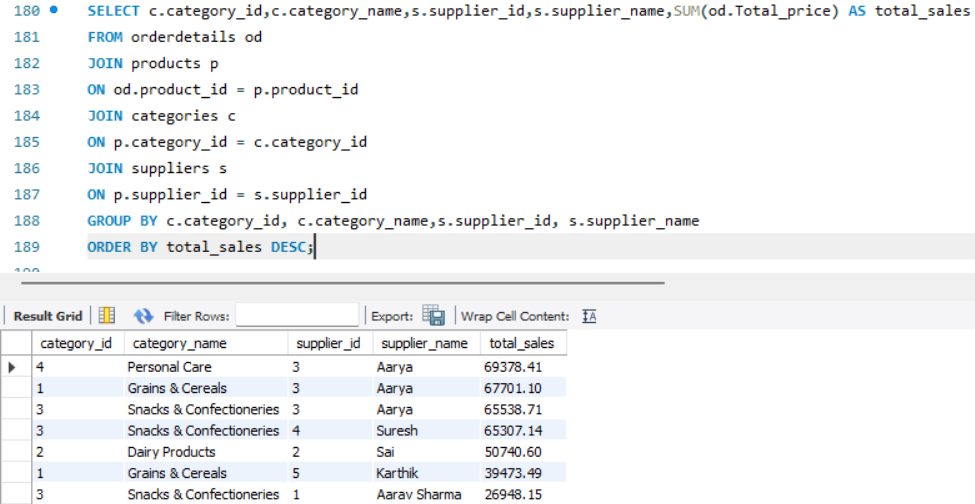 180 SELECT c.category_id,c.category_name,s.supplier_id,s.supplier_name,SUM(od.Total_price) AS total_sales
181 FROM orderdetails od
182 JOIN products p
183 ON od.product_id = p.product_id
184 JOIN categories c
185 ON p.category_id = c.category_id
186 JOIN suppliers s
187 ON p.supplier_id = s.supplier_id
188 GROUP BY c.category_id, c.category_name,s.supplier_id, s.supplier_name
189 ORDER BY total_sales DESC;
Result Grid Filter Rows: Export: Wrap Cell Content: IA
category_id category_name supplier_id supplier_name total_sales
4 Personal Care 3 Aarya 69378.41
1 Grains & Cereals 3 Aarya 67701.10
3 Snacks & Confectioneries 3 Aarya 65538.71
3 Snacks & Confectioneries 4 Suresh 65307.14
2 Dairy Products 2 Sai 50740.60
1 Grains & Cereals 5 Karthik 39473.49
3 Snacks & Confectioneries 1 Aarav Sharma 26948.15